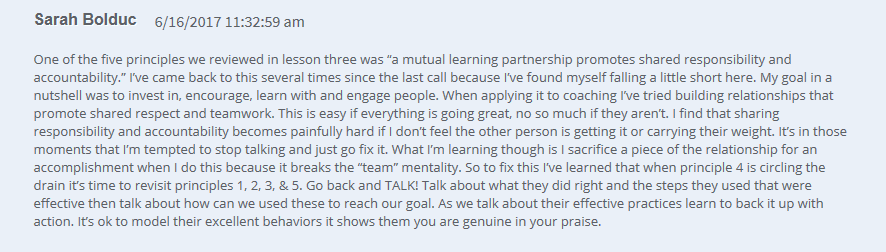 Sarah Bolduc 6/16/2017 11:32:59 am
One of the five principles we reviewed in lesson three was “a mutual learning partnership promotes shared responsibility and
accountability.” I’ve came back to this several times since the last call because I’ve found myself falling a little short here. My goal in a
nutshell was to invest in, encourage, learn with and engage people. When applying it to coaching I’ve tried building relationships that
promote shared respect and teamwork. This is easy if everything is going great, no so much if they aren’t. I find that sharing
responsibility and accountability becomes painfully hard if I don’t feel the other person is getting it or carrying their weight. It’s in those
moments that I’m tempted to stop talking and just go fix it. What I’m learning though is I sacrifice a piece of the relationship for an
accomplishment when I do this because it breaks the “team” mentality. So to fix this I’ve learned that when principle 4 is circling the
drain it’s time to revisit principles 1, 2, 3, & 5. Go back and TALK! Talk about what they did right and the steps they used that were
effective then talk about how can we used these to reach our goal. As we talk about their effective practices learn to back it up with
action. It’s ok to model their excellent behaviors it shows them you are genuine in your praise.